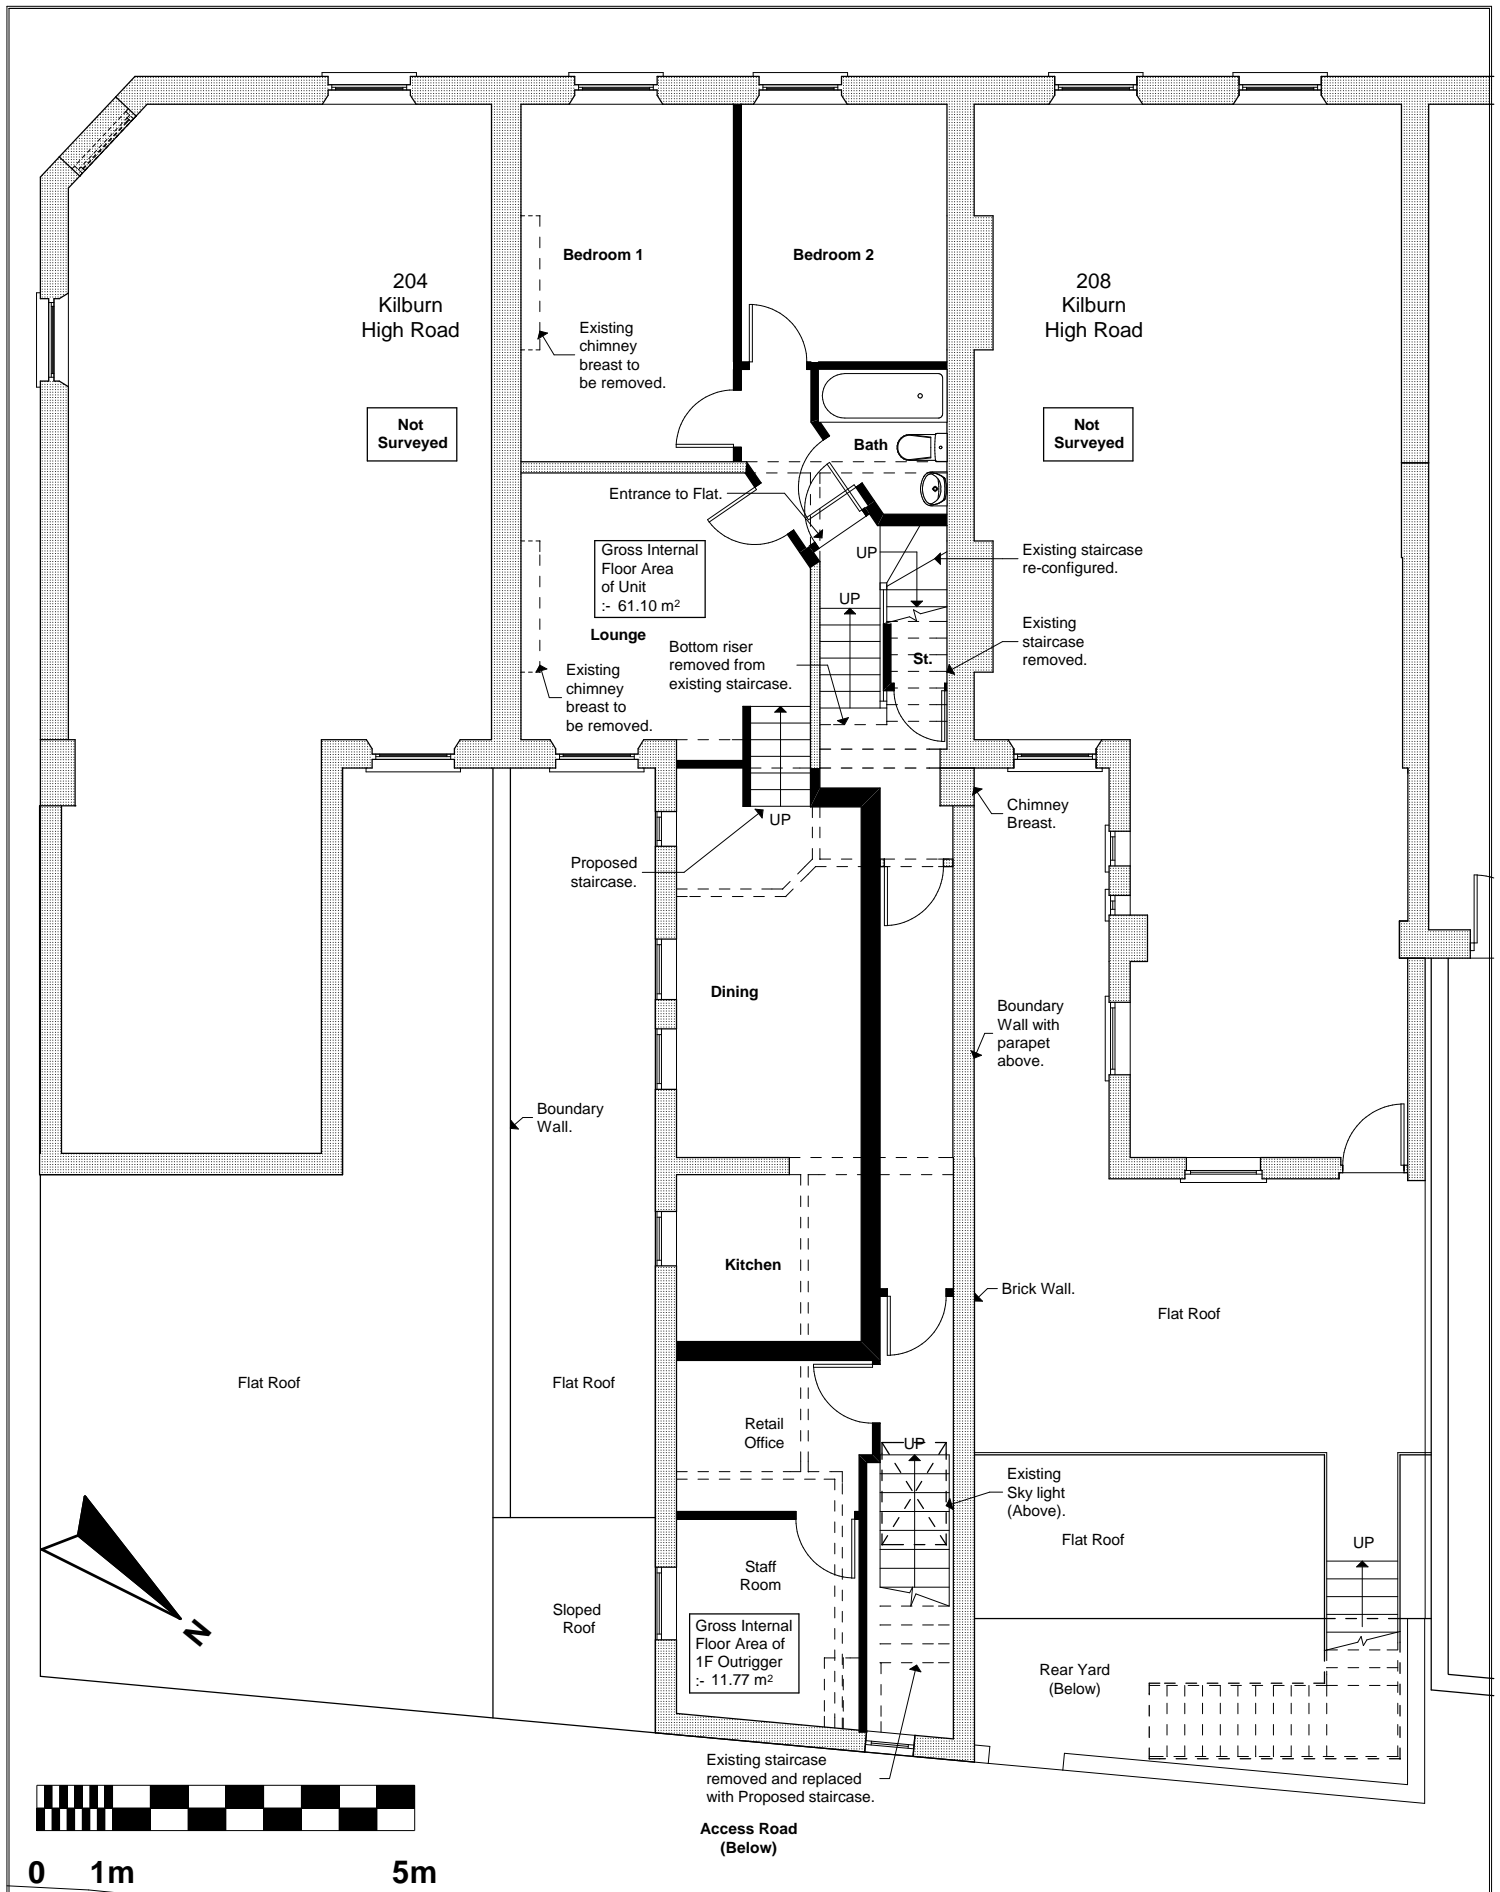 Bedroom 1
Bedroom 2
204
Kilburn
High Road
208
Kilburn
High Road
Existing
chimney
breast to
be removed.
Not
Surveyed
Not
Surveyed
Bath
Entrance to Flat.
Gross Internal
Floor Area
of Unit
:- 61.10 m²
UP
Existing staircase
re-configured.
UP
Lounge
Bottom riser
removed from
existing staircase.
St.
Existing
staircase
removed.
Existing
chimney
breast to
be removed.
UP
Chimney
Breast.
Proposed
staircase.
Dining
Boundary
Wall with
parapet
above.
Boundary
Wall.
Kitchen
Brick Wall.
Flat Roof
Flat Roof
Flat Roof
Retail
Office
UP
Existing
Sky light
(Above).
Flat Roof
UP
Staff
Room
Sloped
Roof
N
Gross Internal
Floor Area of
1F Outrigger
:- 11.77 m²
Rear Yard
(Below)
Existing staircase
removed and replaced
with Proposed staircase.
Access Road
(Below)
0 1m 5m